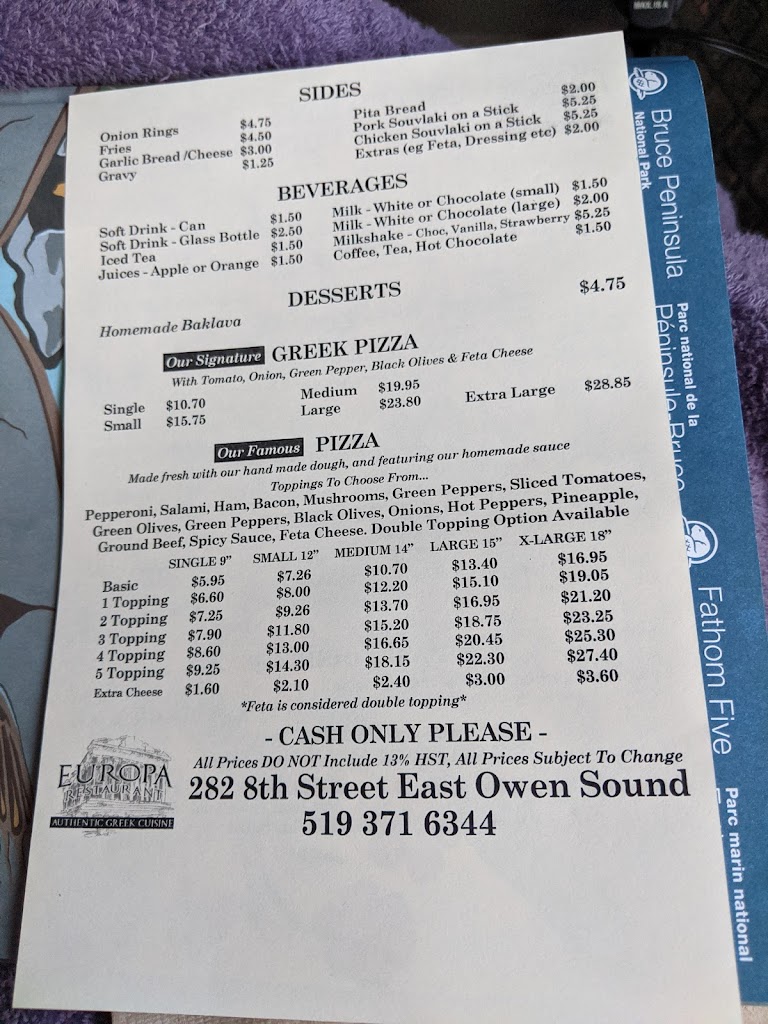 SIDES
Onion Rings $4.75
Fries $4.50
Garlic Bread /Cheese $3.00
Gravy $1.25
Pita Bread $2.00
Pork Souvlaki on a Stick $5.25
Chicken Souvlaki on a Stick $5.25
Extras (eg Feta, Dressing etc) $2.00
BEVERAGES
Soft Drink - Can $1.50
Soft Drink - Glass Bottle $2.50
Iced Tea $1.50
Juices - Apple or Orange $1.50
Milk - White or Chocolate (small) $1.50
Milk - White or Chocolate (large) $2.00
Milkshake - Choc, Vanilla, Strawberry $5.25
Coffee, Tea, Hot Chocolate $1.50
DESSERTS
Homemade Baklava $4.75
Our Signature GREEK PIZZA
With Tomato, Onion, Green Pepper, Black Olives & Feta Cheese
Single $10.70 Medium $19.95 Extra Large $28.85
Small $15.75 Large $23.80
Our Famous PIZZA
Made fresh with our hand made dough, and featuring our homemade sauce
Toppings To Choose From...
Pepperoni, Salami, Ham, Bacon, Mushrooms, Green Peppers, Sliced Tomatoes,
Green Olives, Green Peppers, Black Olives, Onions, Hot Peppers, Pineapple,
Ground Beef, Spicy Sauce, Feta Cheese. Double Topping Option Available
SINGLE 9" SMALL 12" MEDIUM 14" LARGE 15" X-LARGE 18"
Basic $5.95 $7.26 $10.70 $13.40 $16.95
1 Topping $6.60 $8.00 $12.20 $15.10 $19.05
2 Topping $7.25 $9.26 $13.70 $16.95 $21.20
3 Topping $7.90 $11.80 $15.20 $18.75 $23.25
4 Topping $8.60 $13.00 $16.65 $20.45 $25.30
5 Topping $9.25 $14.30 $18.15 $22.30 $27.40
Extra Cheese $1.60 $2.10 $2.40 $3.00 $3.60
*Feta is considered double topping*
- CASH ONLY PLEASE -
All Prices DO NOT Include 13% HST, All Prices Subject To Change
282 8th Street East Owen Sound
519 371 6344
EUROPA
RESTAURANT
AUTHENTIC GREEK CUISINE
Bruce Peninsula
National Park
Parc national de la
Péninsule-Bruce
Fathom Five
Parc marin national